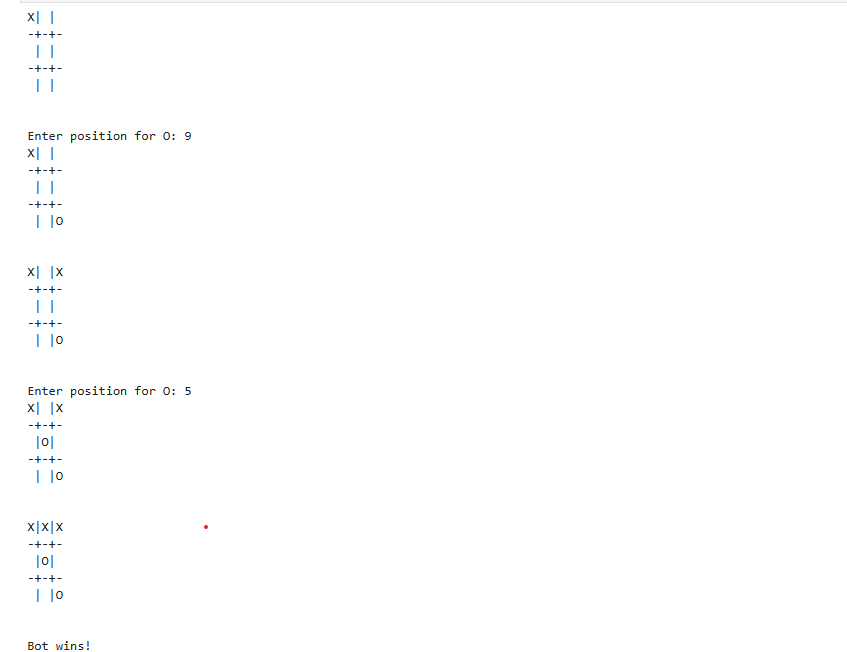 X| |
-+-+-
 | |
-+-+-
 | |
Enter position for O: 9
X| |
-+-+-
 | |
-+-+-
 | |O
X| |X
-+-+-
 | |
-+-+-
 | |O
Enter position for O: 5
X| |X
-+-+-
 |O|
-+-+-
 | |O
X|X|X
-+-+-
 |O|
-+-+-
 | |O
Bot wins!